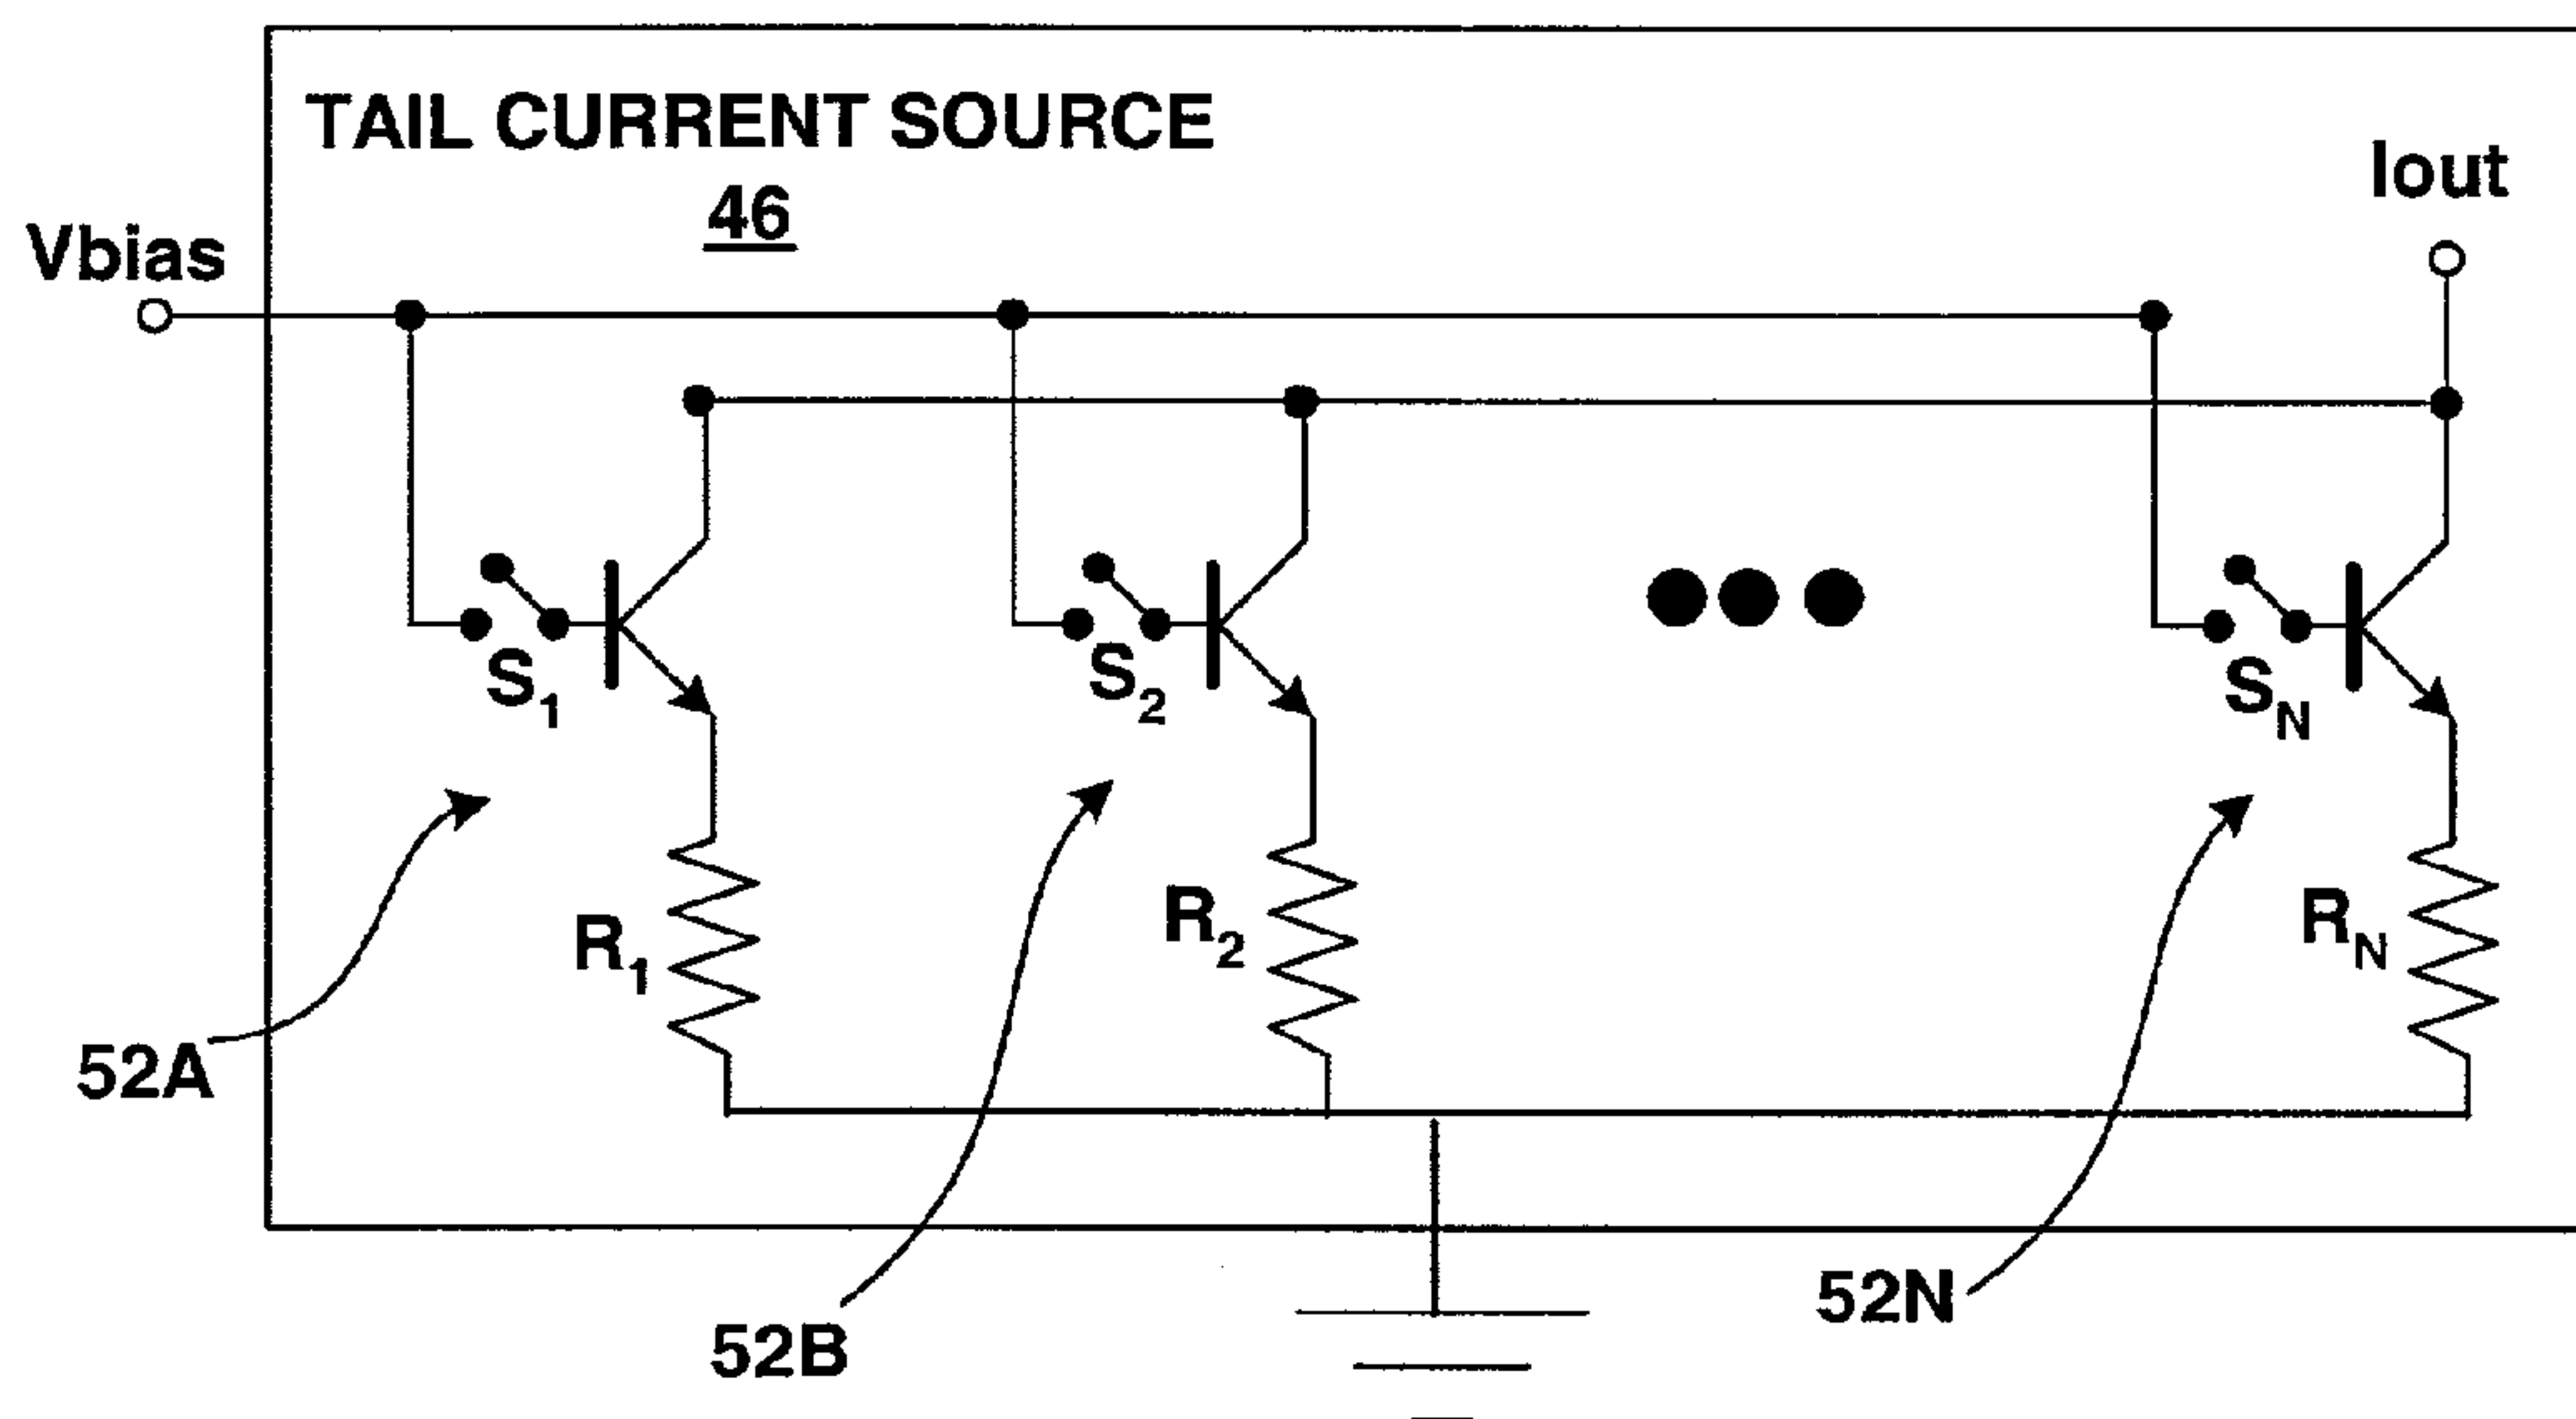 TAIL CURRENT SOURCE
46
Vbias
Iout
S1
S2
SN
R1
R2
RN
52A
52B
52N